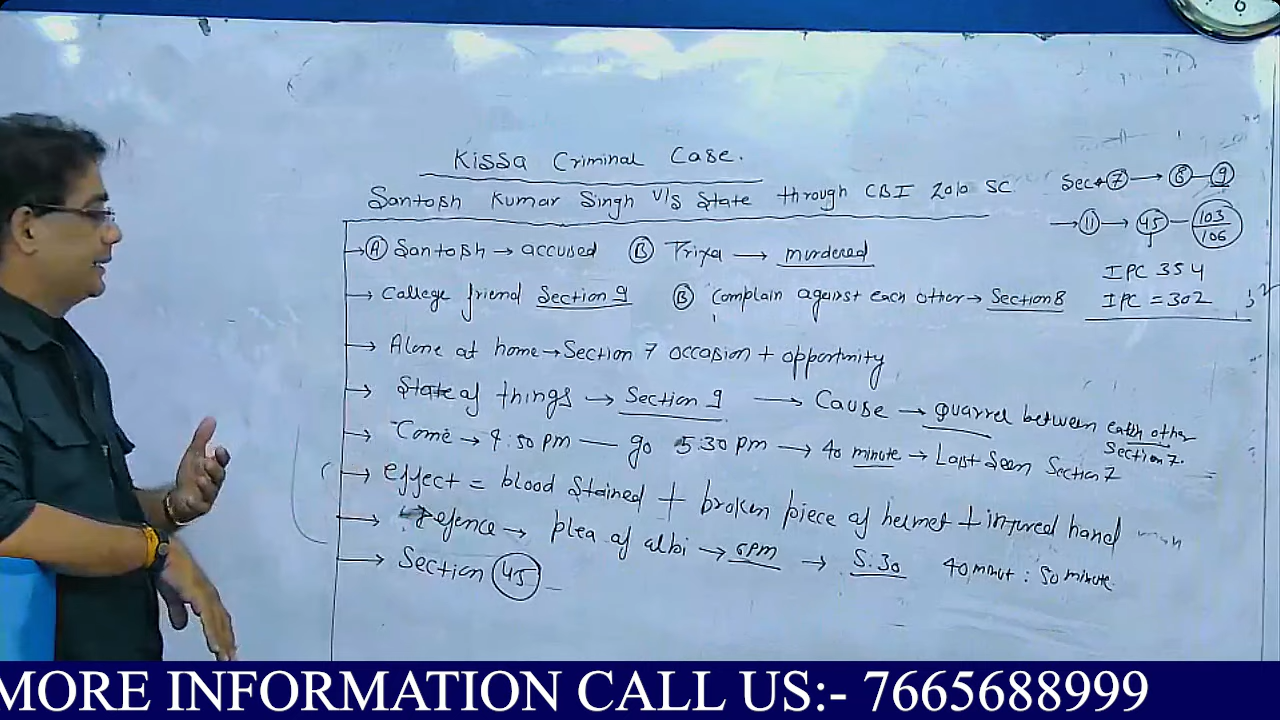 Kissa Criminal Case.
Santosh Kumar Singh V/s State through CBI 2010 SC
Sec 7 → 8 - 9
→ 11 → 45 - 103/106
IPC 354
IPC = 302
→ A Santosh → accused B Priya → murdered
→ College friend Section 9 B Complain against each other → Section 8
→ Alone at home → Section 7 occasion + opportunity
→ State of things → Section 9 → Cause → quarrel between each other
Section 7.
→ Come → 4:50 pm — go 5:30 pm → 40 minute → Last seen Section 7
→ effect = blood stained + broken piece of helmet + injured hand
→ Defence → plea of albi → 6pm → 5:30 40 minut : 50 minute
→ Section 45
6
MORE INFORMATION CALL US:- 7665688999